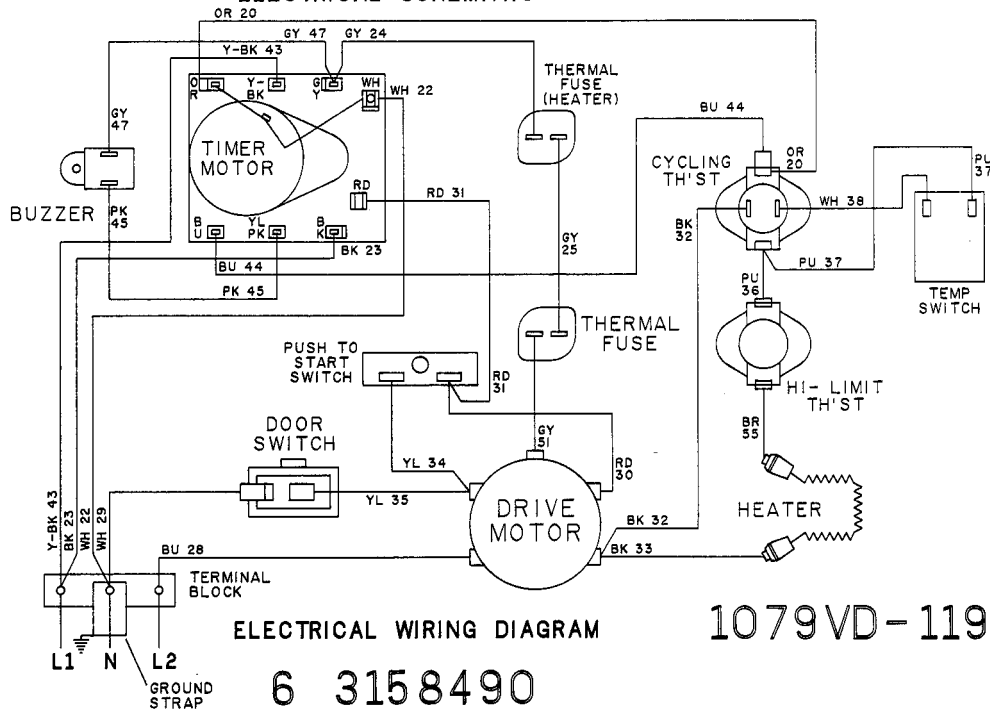 OR 20
GY 47
GY 24
Y-BK 43
O
R
Y-
BK
G
Y
WH
WH 22
THERMAL
FUSE
(HEATER)
BU 44
GY
47
TIMER
MOTOR
CYCLING
TH'ST
OR
20
PU
37
BUZZER
PK
45
RD
RD 31
BK
32
WH 38
B
U
YL
PK
B
K
BK 23
BU 44
PK 45
GY
25
PU 37
PU
36
TEMP
SWITCH
THERMAL
FUSE
PUSH TO
START
SWITCH
RD
31
HI- LIMIT
TH'ST
DOOR
SWITCH
GY
51
BR
55
YL 34
RD
30
YL 35
DRIVE
MOTOR
HEATER
BK 32
BK 33
Y-BK 43
BK 23
WH 22
WH 29
BU 28
TERMINAL
BLOCK
L1 N L2
GROUND
STRAP
ELECTRICAL WIRING DIAGRAM
1079VD-119
6 3158490